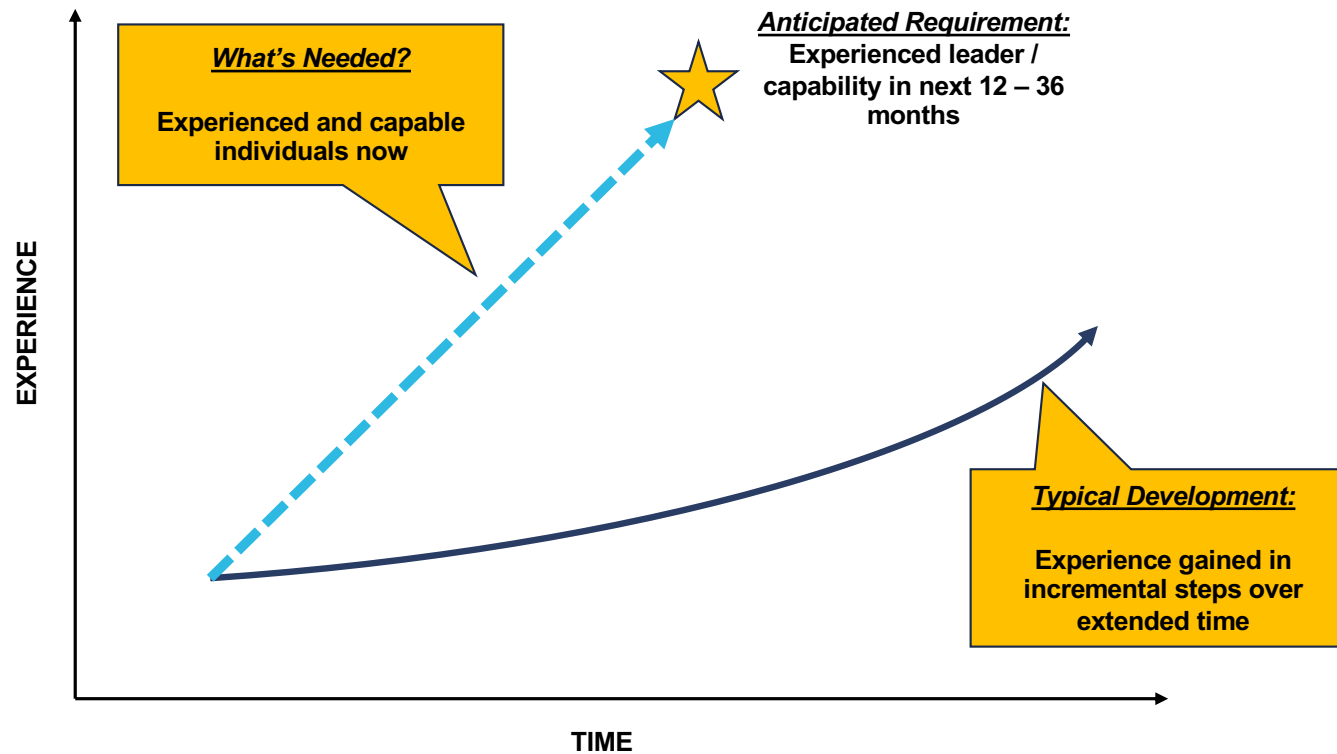 What's Needed?
Experienced and capable
individuals now
Anticipated Requirement:
Experienced leader /
capability in next 12 – 36
months
EXPERIENCE
Typical Development:
Experience gained in
incremental steps over
extended time
TIME